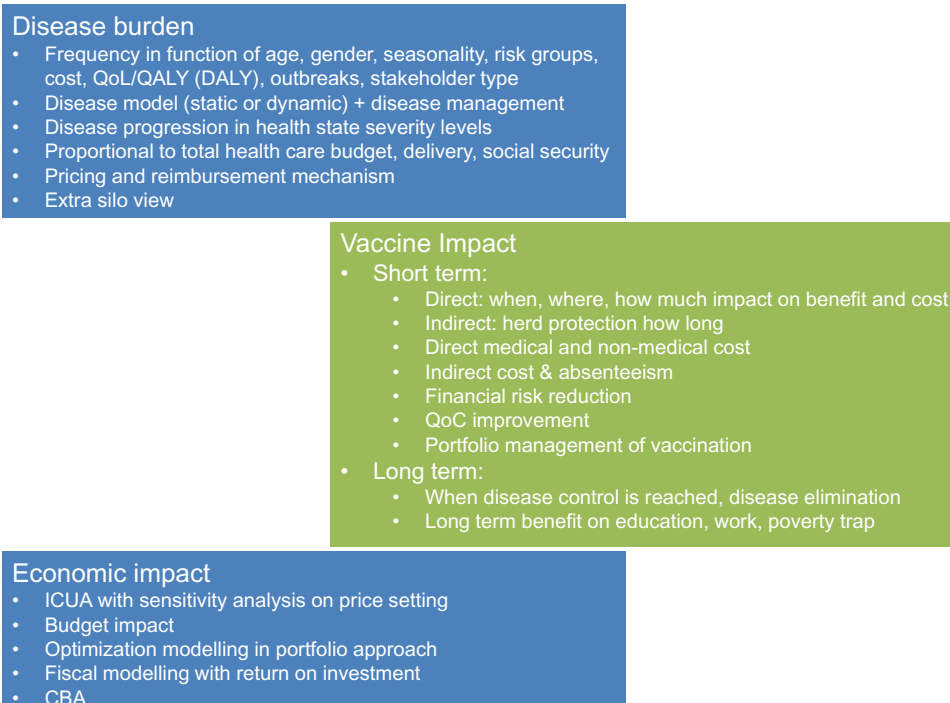 Disease burden
• Frequency in function of age, gender, seasonality, risk groups,
cost, QoL/QALY (DALY), outbreaks, stakeholder type
• Disease model (static or dynamic) + disease management
• Disease progression in health state severity levels
• Proportional to total health care budget, delivery, social security
• Pricing and reimbursement mechanism
• Extra silo view
Vaccine Impact
• Short term:
• Direct: when, where, how much impact on benefit and cost
• Indirect: herd protection how long
• Direct medical and non-medical cost
• Indirect cost & absenteeism
• Financial risk reduction
• QoC improvement
• Portfolio management of vaccination
• Long term:
• When disease control is reached, disease elimination
• Long term benefit on education, work, poverty trap
Economic impact
• ICUA with sensitivity analysis on price setting
• Budget impact
• Optimization modelling in portfolio approach
• Fiscal modelling with return on investment
• CBA